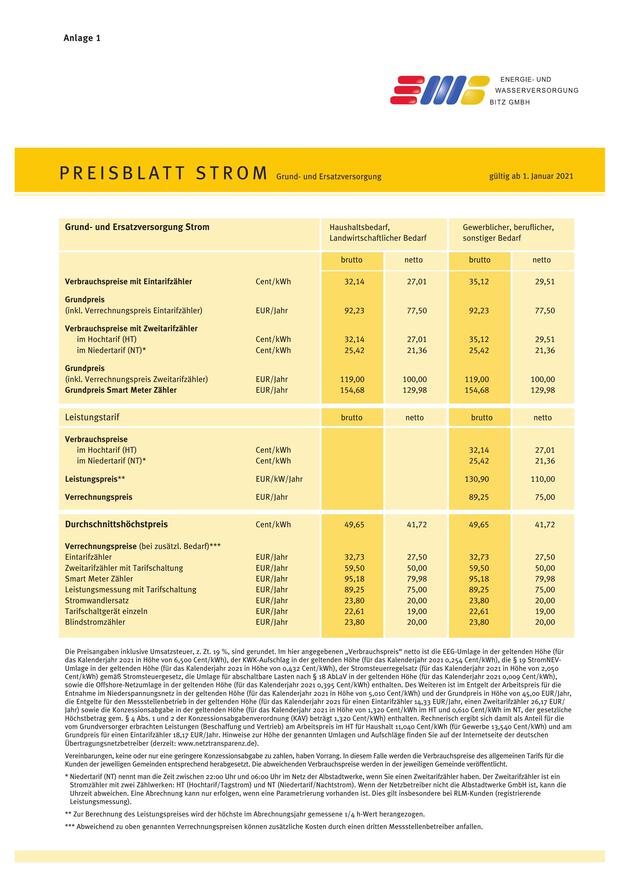 Anlage 1
EWB
ENERGIE- UND
WASSERVERSORGUNG
BITZ GMBH
PREISBLATT STROM Grund- und Ersatzversorgung gültig ab 1. Januar 2021
Grund- und Ersatzversorgung Strom Haushaltsbedarf, Gewerblicher, beruflicher,
Landwirtschaftlicher Bedarf sonstiger Bedarf
brutto netto brutto netto
Verbrauchspreise mit Eintarifzähler Cent/kWh 32,14 27,01 35,12 29,51
Grundpreis
(inkl. Verrechnungspreis Eintarifzähler) EUR/Jahr 92,23 77,50 92,23 77,50
Verbrauchspreise mit Zweitarifzähler
im Hochtarif (HT) Cent/kWh 32,14 27,01 35,12 29,51
im Niedertarif (NT)* Cent/kWh 25,42 21,36 25,42 21,36
Grundpreis
(inkl. Verrechnungspreis Zweitarifzähler) EUR/Jahr 119,00 100,00 119,00 100,00
Grundpreis Smart Meter Zähler EUR/Jahr 154,68 129,98 154,68 129,98
Leistungstarif brutto netto brutto netto
Verbrauchspreise
im Hochtarif (HT) Cent/kWh 32,14 27,01
im Niedertarif (NT)* Cent/kWh 25,42 21,36
Leistungspreis** EUR/kW/Jahr 130,90 110,00
Verrechnungspreis EUR/Jahr 89,25 75,00
Durchschnittshöchstpreis Cent/kWh 49,65 41,72 49,65 41,72
Verrechnungspreise (bei zusätzl. Bedarf)***
Eintarifzähler EUR/Jahr 32,73 27,50 32,73 27,50
Zweitarifzähler mit Tarifschaltung EUR/Jahr 59,50 50,00 59,50 50,00
Smart Meter Zähler EUR/Jahr 95,18 79,98 95,18 79,98
Leistungsmessung mit Tarifschaltung EUR/Jahr 89,25 75,00 89,25 75,00
Stromwandlersatz EUR/Jahr 23,80 20,00 23,80 20,00
Tarifschaltgerät einzeln EUR/Jahr 22,61 19,00 22,61 19,00
Blindstromzähler EUR/Jahr 23,80 20,00 23,80 20,00
Die Preisangaben inklusive Umsatzsteuer, z. Zt. 19 %, sind gerundet. Im hier angegebenen „Verbrauchspreis“ netto ist die EEG-Umlage in der geltenden Höhe (für
das Kalenderjahr 2021 in Höhe von 6,500 Cent/kWh), der KWK-Aufschlag in der geltenden Höhe (für das Kalenderjahr 2021 0,254 Cent/kWh), die § 19 StromNEV-
Umlage in der geltenden Höhe (für das Kalenderjahr 2021 in Höhe von 0,432 Cent/kWh), der Stromsteuerregelsatz (für das Kalenderjahr 2021 in Höhe von 2,050
Cent/kWh) gemäß Stromsteuergesetz, die Umlage für abschaltbare Lasten nach § 18 AbLaV in der geltenden Höhe (für das Kalenderjahr 2021 0,009 Cent/kWh),
sowie die Offshore-Netzumlage in der geltenden Höhe (für das Kalenderjahr 2021 0,395 Cent/kWh) enthalten. Des Weiteren ist im Entgelt der Arbeitspreis für die
Entnahme im Niederspannungsnetz in der geltenden Höhe (für das Kalenderjahr 2021 in Höhe von 5,010 Cent/kWh) und der Grundpreis in Höhe von 45,00 EUR/Jahr,
die Entgelte für den Messstellenbetrieb in der geltenden Höhe (für das Kalenderjahr 2021 für einen Eintarifzähler 14,33 EUR/Jahr, einen Zweitarifzähler 26,17 EUR/
Jahr) sowie die Konzessionsabgabe in der geltenden Höhe (für das Kalenderjahr 2021 in Höhe von 1,320 Cent/kWh im HT und 0,610 Cent/kWh im NT, der gesetzliche
Höchstbetrag gem. § 4 Abs. 1 und 2 der Konzessionsabgabenverordnung (KAV) beträgt 1,320 Cent/kWh) enthalten. Rechnerisch ergibt sich damit als Anteil für die
vom Grundversorger erbrachten Leistungen (Beschaffung und Vertrieb) am Arbeitspreis im HT für Haushalt 11,040 Cent/kWh (für Gewerbe 13,540 Cent/kWh) und am
Grundpreis für einen Eintarifzähler 18,17 EUR/Jahr. Hinweise zur Höhe der genannten Umlagen und Aufschläge finden Sie auf der Internetseite der deutschen
Übertragungsnetzbetreiber (derzeit: www.netztransparenz.de).
Vereinbarungen, keine oder nur eine geringere Konzessionsabgabe zu zahlen, haben Vorrang. In diesem Falle werden die Verbrauchspreise des allgemeinen Tarifs für die
Kunden der jeweiligen Gemeinden entsprechend herabgesetzt. Die abweichenden Verbrauchspreise werden in der jeweiligen Gemeinde veröffentlicht.
* Niedertarif (NT) nennt man die Zeit zwischen 22:00 Uhr und 06:00 Uhr im Netz der Albstadtwerke, wenn Sie einen Zweitarifzähler haben. Der Zweitarifzähler ist ein
Stromzähler mit zwei Zählwerken: HT (Hochtarif/Tagstrom) und NT (Niedertarif/Nachtstrom). Wenn der Netzbetreiber nicht die Albstadtwerke GmbH ist, kann die
Uhrzeit abweichen. Eine Abrechnung kann nur erfolgen, wenn eine Parametrierung vorhanden ist. Dies gilt insbesondere bei RLM-Kunden (registrierende
Leistungsmessung).
** Zur Berechnung des Leistungspreises wird der höchste im Abrechnungsjahr gemessene 1/4 h-Wert herangezogen.
*** Abweichend zu oben genannten Verrechnungspreisen können zusätzliche Kosten durch einen dritten Messstellenbetreiber anfallen.